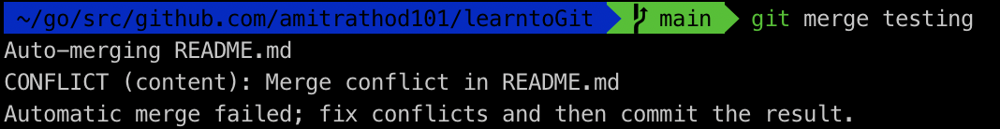 ~/go/src/github.com/amitrathod101/learntoGit main git merge testing
Auto-merging README.md
CONFLICT (content): Merge conflict in README.md
Automatic merge failed; fix conflicts and then commit the result.